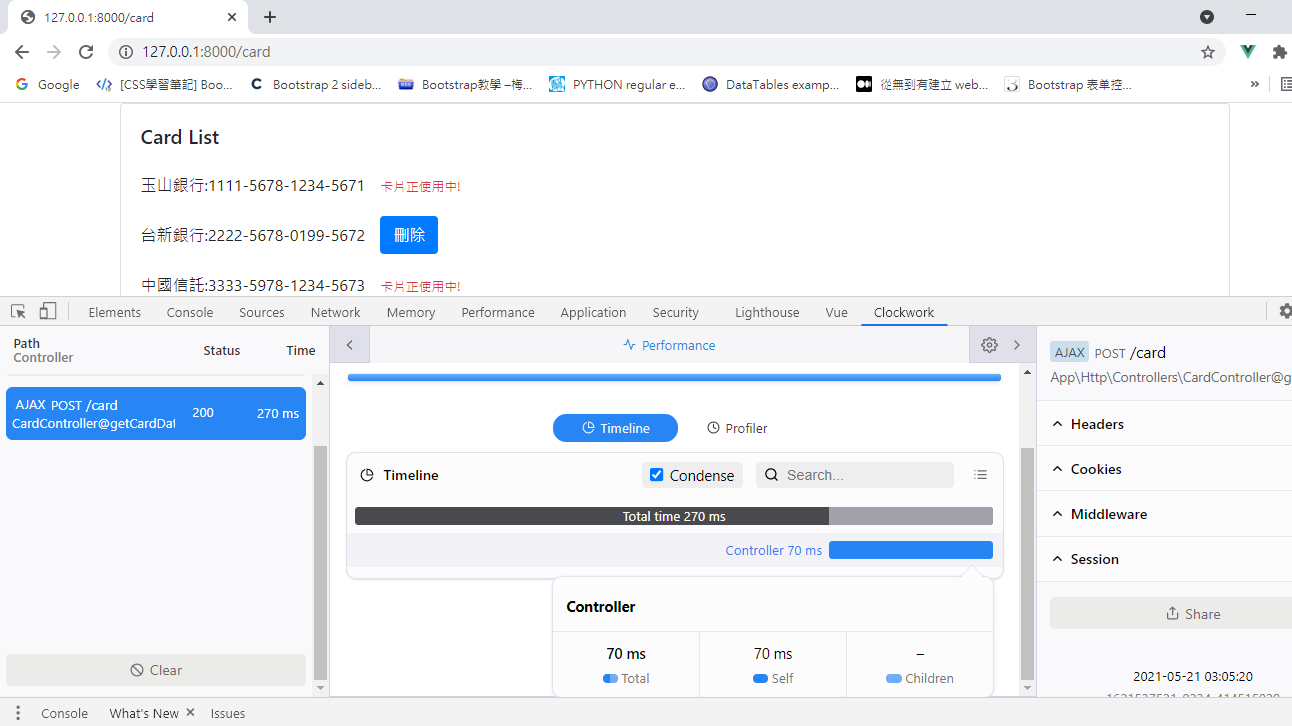 127.0.0.1:8000/card
127.0.0.1:8000/card
Google
[CSS學習筆記] Boo...
Bootstrap 2 sideb...
Bootstrap教學 –梅...
PYTHON regular e...
DataTables examp...
從無到有建立 web...
Bootstrap 表单控...
Card List
玉山銀行:1111-5678-1234-5671 卡片正使用中!
台新銀行:2222-5678-0199-5672 刪除
中國信託:3333-5978-1234-5673 卡片正使用中!
Elements Console Sources Network Memory Performance Application Security Lighthouse Vue Clockwork
Path
Controller
Status
Time
AJAX POST /card
CardController@getCardDat
200
270 ms
Clear
Performance
Timeline
Profiler
Timeline
Condense
Search...
Total time 270 ms
Controller 70 ms
Controller
70 ms
Total
70 ms
Self
–
Children
AJAX POST /card
App\Http\Controllers\CardController@g
Headers
Cookies
Middleware
Session
Share
2021-05-21 03:05:20
Console What's New Issues